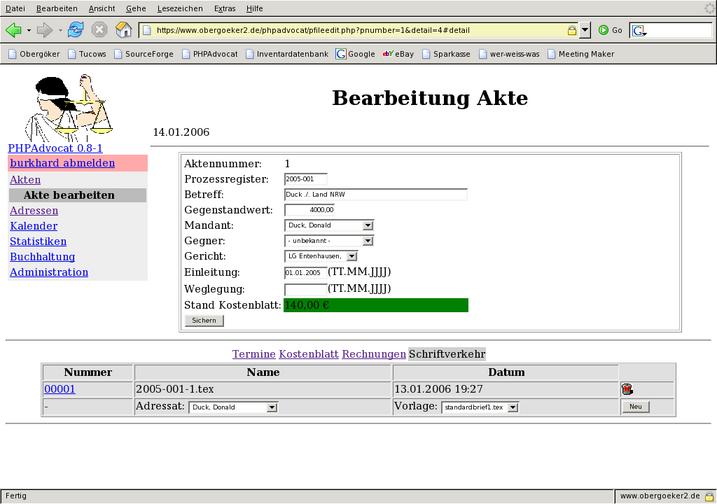 Datei Bearbeiten Ansicht Gehe Lesezeichen Extras Hilfe
https://www.obergoeker2.de/phpadvocat/pfileedit.php?pnumber=1&detail=4#detail Go G
Obergöker Tucows SourceForge PHPAdvocat Inventardatenbank Google eBay Sparkasse wer-weiss-was Meeting Maker
Bearbeitung Akte
14.01.2006
PHPAdvocat 0.8-1
burkhard abmelden
Akten
Akte bearbeiten
Adressen
Kalender
Statistiken
Buchhaltung
Administration
Aktennummer: 1
Prozessregister: 2005-001
Betreff: Duck ./. Land NRW
Gegenstandwert: 4000,00
Mandant: Duck, Donald
Gegner: - unbekannt -
Gericht: LG Entenhausen,
Einleitung: 01.01.2005 (TT.MM.JJJJ)
Weglegung: (TT.MM.JJJJ)
Stand Kostenblatt: 140,00 €
Sichern
Termine Kostenblatt Rechnungen Schriftverkehr
Nummer Name Datum
00001 2005-001-1.tex 13.01.2006 19:27
- Adressat: Duck, Donald Vorlage: standardbrief1.tex Neu
Fertig www.obergoeker2.de